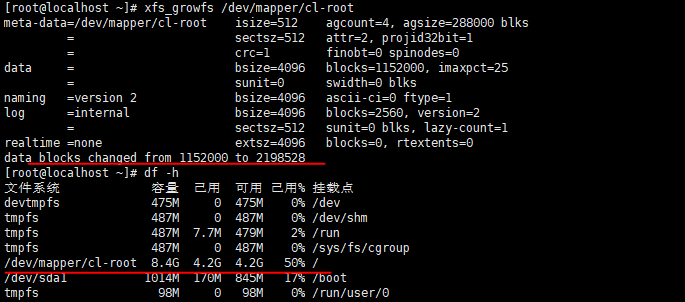 [root@localhost ~]# xfs_growfs /dev/mapper/cl-root
meta-data=/dev/mapper/cl-root isize=512 agcount=4, agsize=288000 blks
= sectsz=512 attr=2, projid32bit=1
= crc=1 finobt=0 spinodes=0
data = bsize=4096 blocks=1152000, imaxpct=25
= sunit=0 swidth=0 blks
naming =version 2 bsize=4096 ascii-ci=0 ftype=1
log =internal bsize=4096 blocks=2560, version=2
= sectsz=512 sunit=0 blks, lazy-count=1
realtime =none extsz=4096 blocks=0, rtextents=0
data blocks changed from 1152000 to 2198528
[root@localhost ~]# df -h
文件系统 容量 已用 可用 已用% 挂载点
devtmpfs 475M 0 475M 0% /dev
tmpfs 487M 0 487M 0% /dev/shm
tmpfs 487M 7.7M 479M 2% /run
tmpfs 487M 0 487M 0% /sys/fs/cgroup
/dev/mapper/cl-root 8.4G 4.2G 4.2G 50% /
/dev/sda1 1014M 170M 845M 17% /boot
tmpfs 98M 0 98M 0% /run/user/0